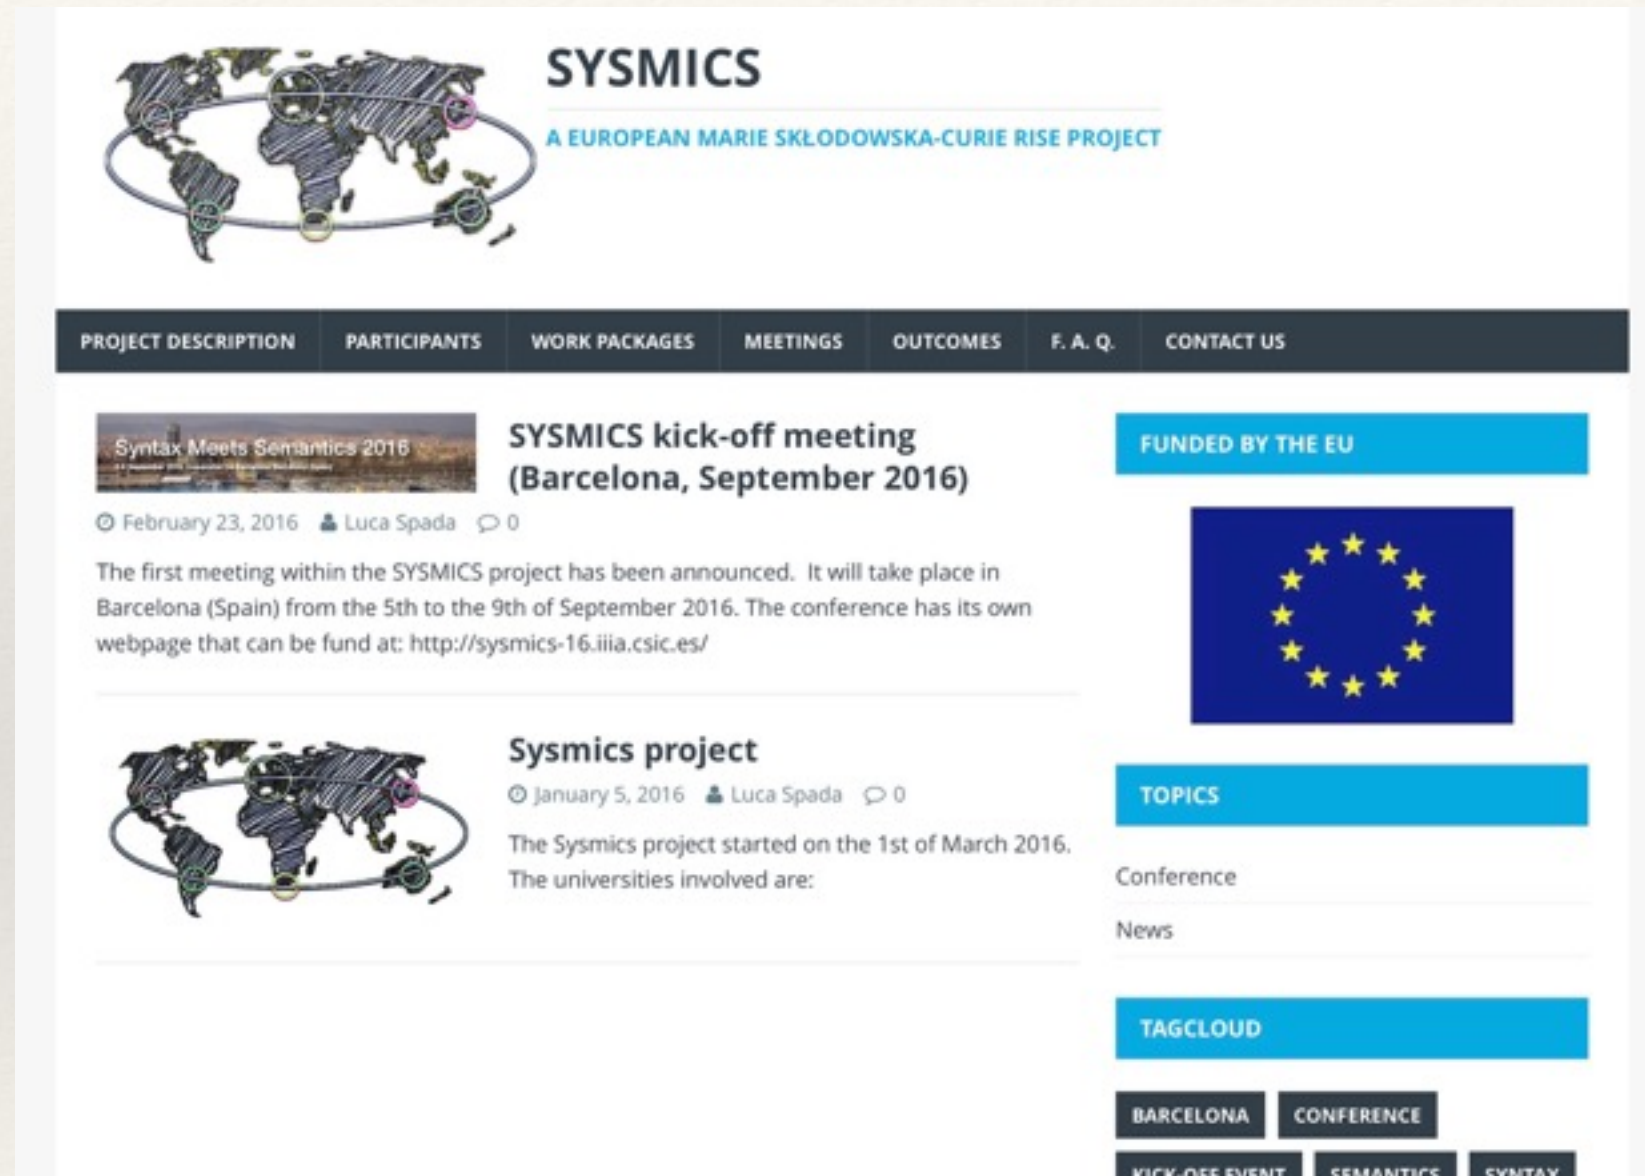 SYSMICS
A EUROPEAN MARIE SKŁODOWSKA-CURIE RISE PROJECT
PROJECT DESCRIPTION
PARTICIPANTS
WORK PACKAGES
MEETINGS
OUTCOMES
F. A. Q.
CONTACT US
Syntax Meets Semantics 2016
SYSMICS kick-off meeting
(Barcelona, September 2016)
February 23, 2016 Luca Spada 0
The first meeting within the SYSMICS project has been announced. It will take place in
Barcelona (Spain) from the 5th to the 9th of September 2016. The conference has its own
webpage that can be fund at: http://sysmics-16.iiia.csic.es/
Sysmics project
January 5, 2016 Luca Spada 0
The Sysmics project started on the 1st of March 2016.
The universities involved are:
FUNDED BY THE EU
TOPICS
Conference
News
TAGCLOUD
BARCELONA
CONFERENCE
KICK-OFF EVENT
SEMANTICS
SYNTAX